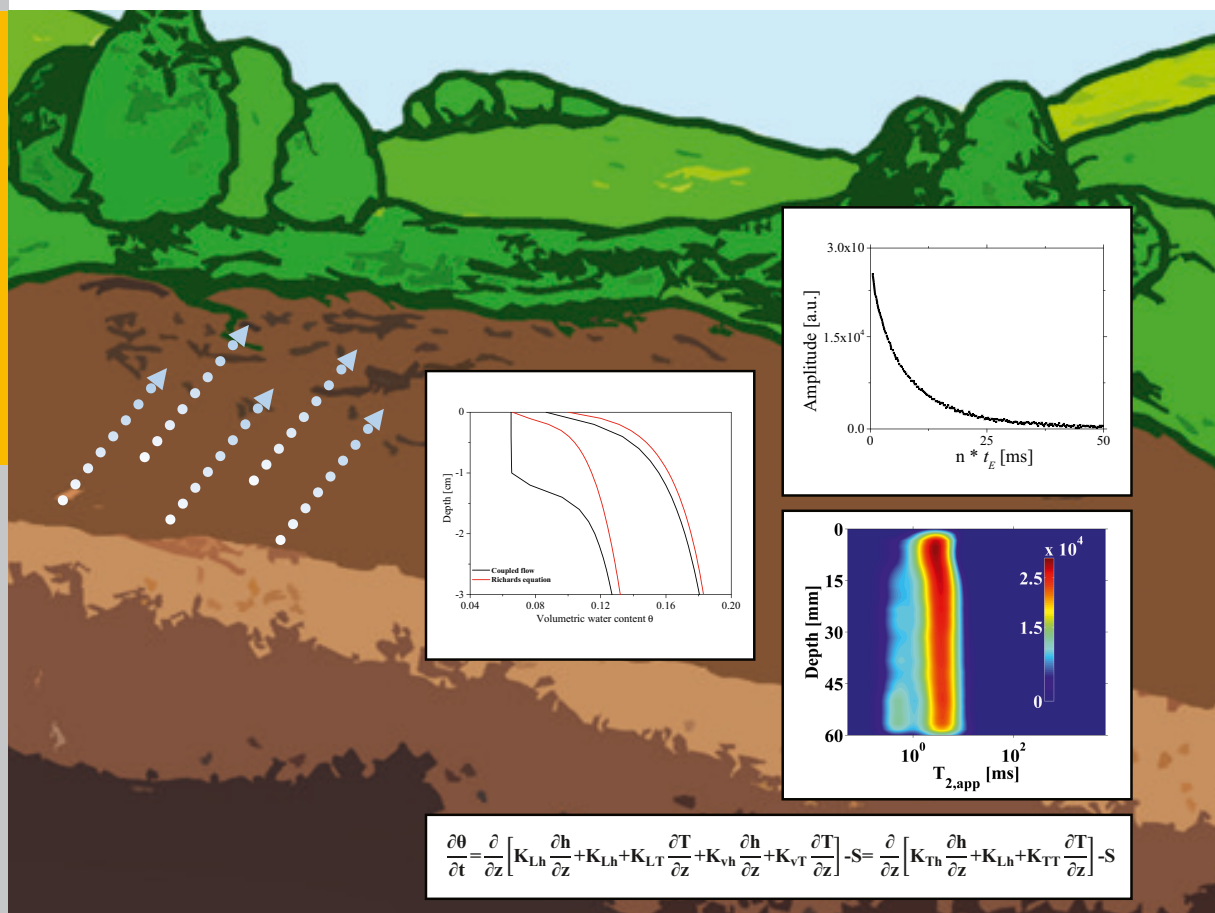 3.0x10
1.5x10⁴
0.0
Amplitude [a.u.]
0 25 50
n * t_E [ms]
0
-1
-2
-3
Depth [cm]
Coupled flow
Richards equation
0.04 0.08 0.12 0.16 0.20
Volumetric water content θ
0
15
30
45
60
Depth [mm]
x 10⁴
2.5
1.5
0
10⁰ 10²
T₂,app [ms]
∂θ/∂t=∂/∂z[K_Lh ∂h/∂z+K_Lh+K_LT ∂T/∂z+K_vh ∂h/∂z+K_vT ∂T/∂z]-S= ∂/∂z[K_Th ∂h/∂z+K_Lh+K_TT ∂T/∂z]-S